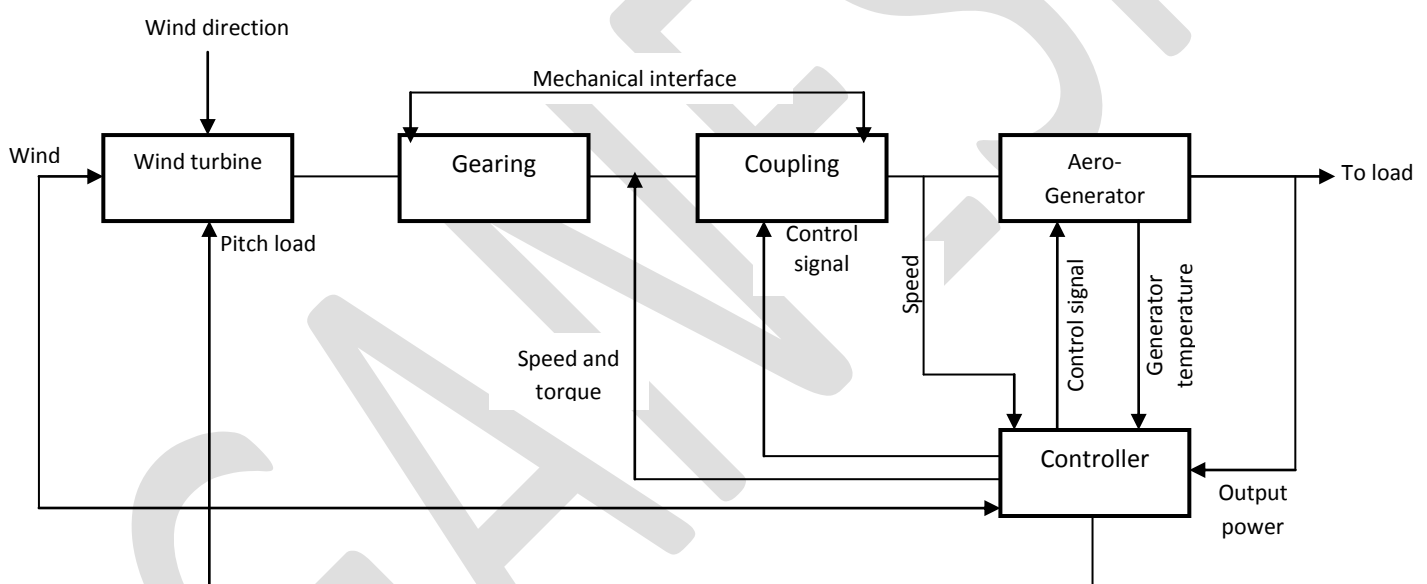 Wind direction
Mechanical interface
Wind
Wind turbine
Gearing
Coupling
Aero-
Generator
To load
Pitch load
Control
signal
Speed
Control signal
Generator
temperature
Speed and
torque
Controller
Output
power